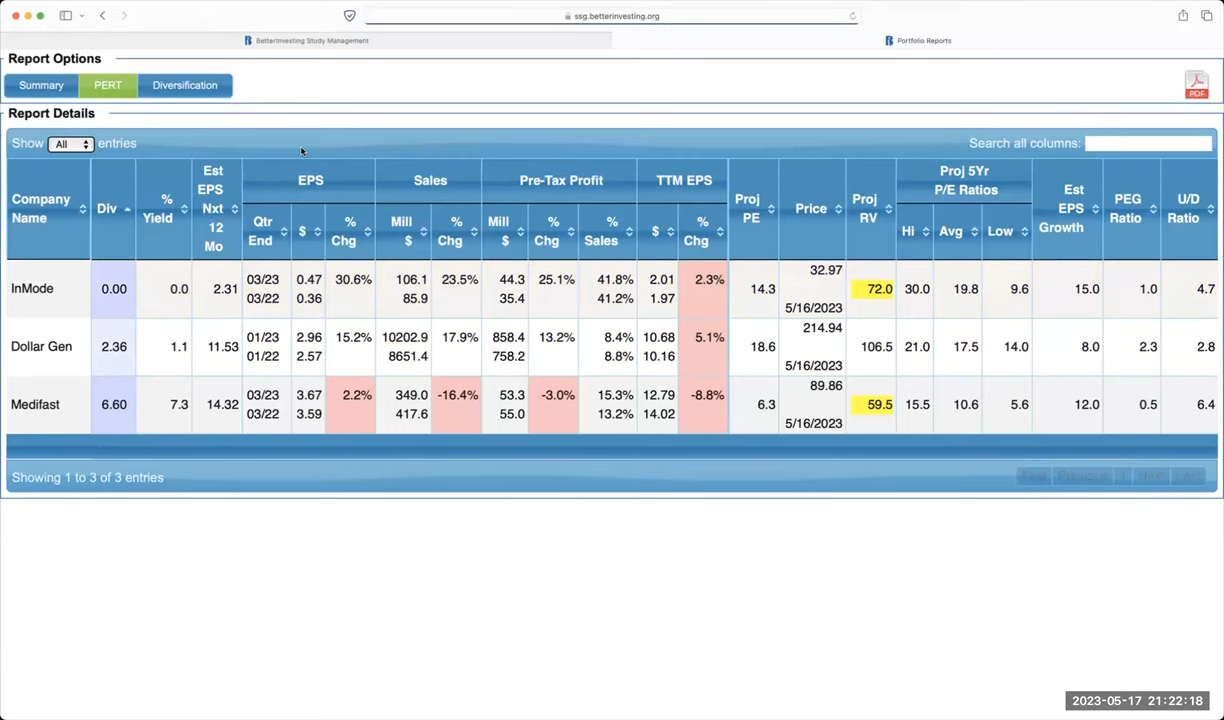 ssg.betterinvesting.org
BetterInvesting Study Management
Portfolio Reports
Report Options
Summary PERT Diversification
PDF
Report Details
Show All entries Search all columns:
Company Name Div % Yield Est EPS Nxt 12 Mo EPS Sales Pre-Tax Profit TTM EPS Proj PE Price Proj RV Proj 5Yr P/E Ratios Est EPS Growth PEG Ratio U/D Ratio
Qtr End $ % Chg Mill $ % Chg Mill $ % Chg % Sales $ % Chg Hi Avg Low
InMode 0.00 0.0 2.31 03/23 0.47 30.6% 106.1 23.5% 44.3 25.1% 41.8% 2.01 2.3% 14.3 32.97 72.0 30.0 19.8 9.6 15.0 1.0 4.7
03/22 0.36 85.9 35.4 41.2% 1.97 5/16/2023
Dollar Gen 2.36 1.1 11.53 01/23 2.96 15.2% 10202.9 17.9% 858.4 13.2% 8.4% 10.68 5.1% 18.6 214.94 106.5 21.0 17.5 14.0 8.0 2.3 2.8
01/22 2.57 8651.4 758.2 8.8% 10.16 5/16/2023
Medifast 6.60 7.3 14.32 03/23 3.67 2.2% 349.0 -16.4% 53.3 -3.0% 15.3% 12.79 -8.8% 6.3 89.86 59.5 15.5 10.6 5.6 12.0 0.5 6.4
03/22 3.59 417.6 55.0 13.2% 14.02 5/16/2023
Showing 1 to 3 of 3 entries
First Previous 1 Next Last
2023-05-17 21:22:18